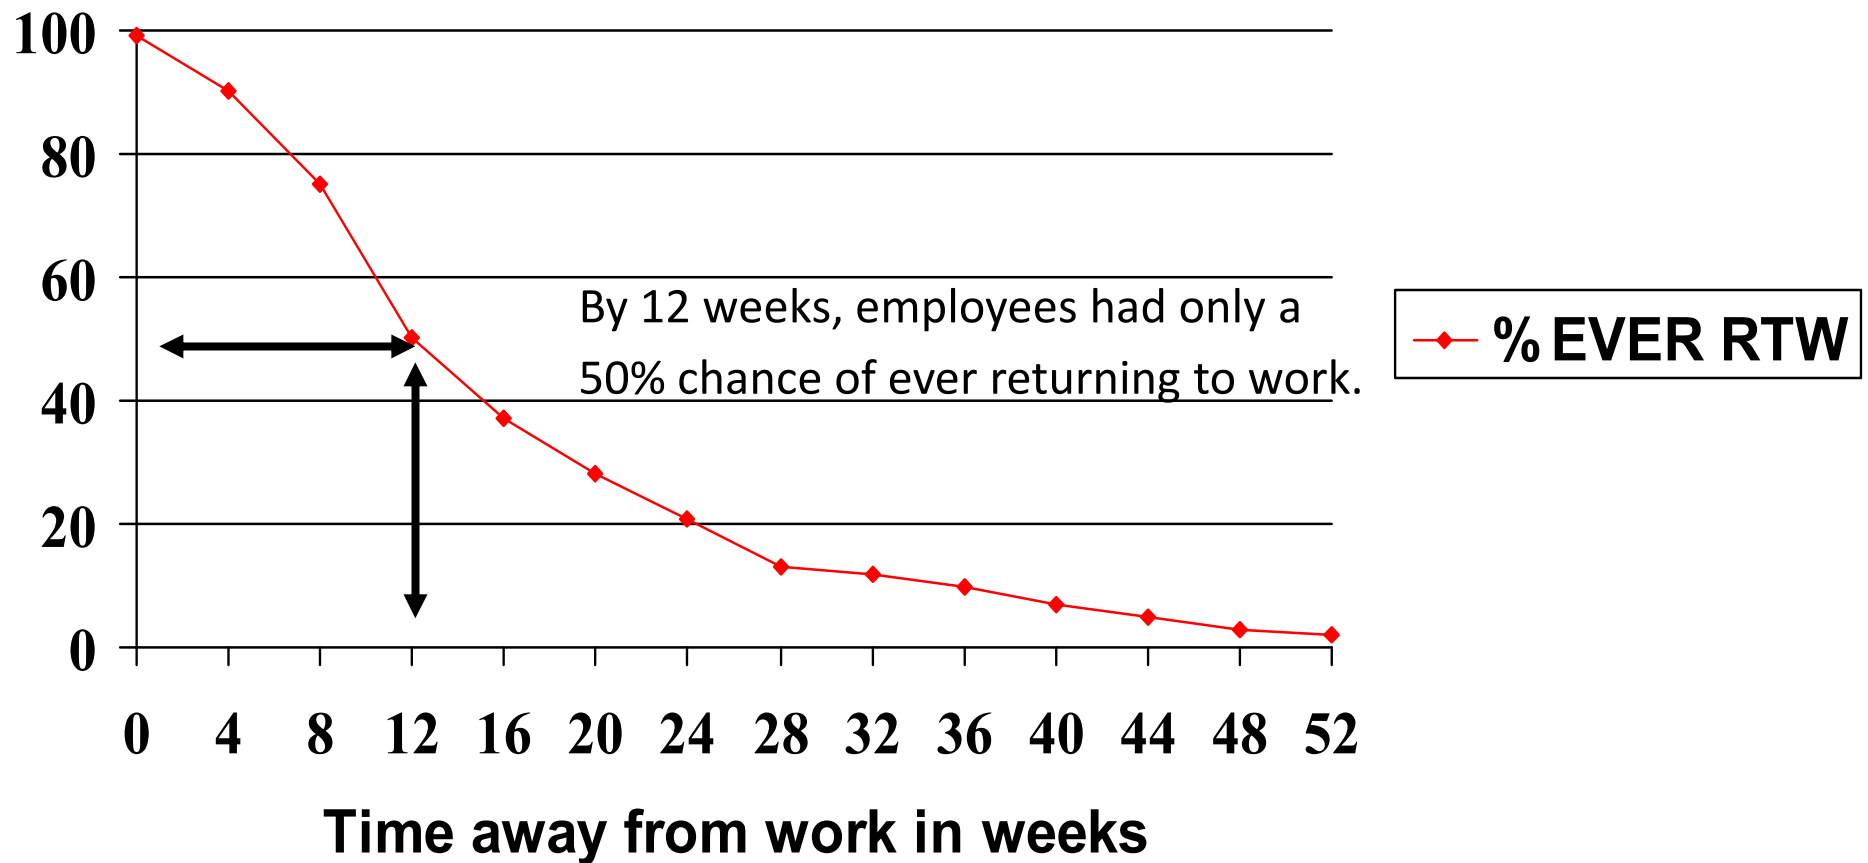 100
80
60
40
20
0
By 12 weeks, employees had only a
50% chance of ever returning to work.
% EVER RTW
0 4 8 12 16 20 24 28 32 36 40 44 48 52
Time away from work in weeks